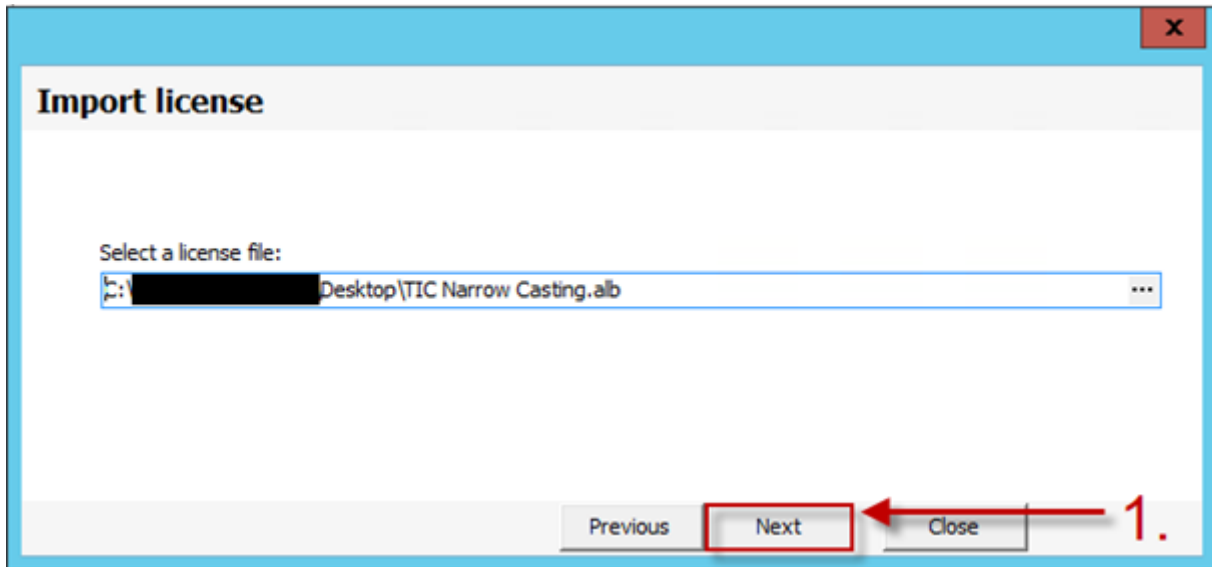 x
Import license
Select a license file:
C:\ Desktop\TIC Narrow Casting.alb ...
Previous Next Close 1.